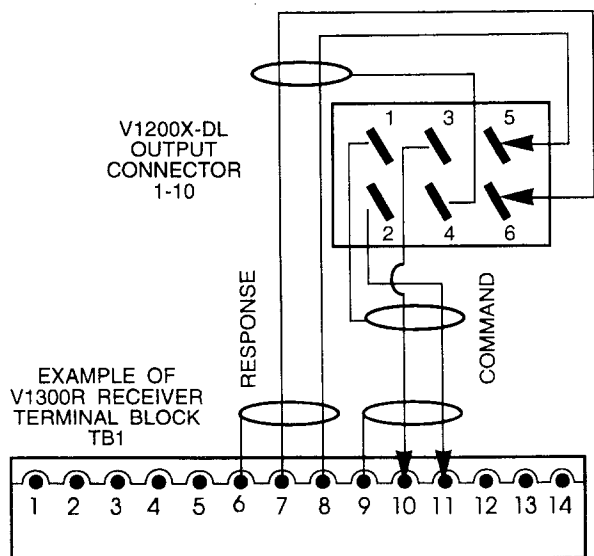 V1200X-DL
OUTPUT
CONNECTOR
1-10
1 3 5
2 4 6
RESPONSE
COMMAND
EXAMPLE OF
V1300R RECEIVER
TERMINAL BLOCK
TB1
1 2 3 4 5 6 7 8 9 10 11 12 13 14